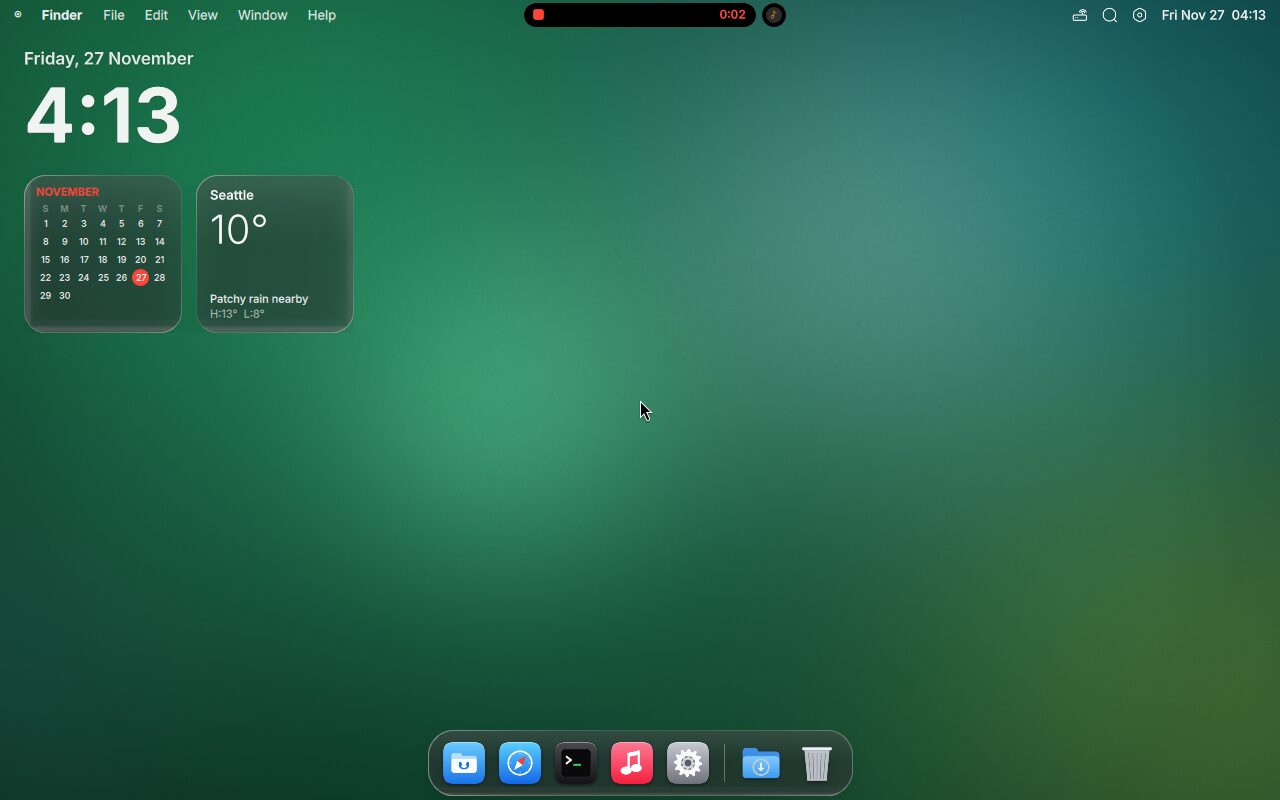 Finder File Edit View Window Help
0:02
Fri Nov 27 04:13
Friday, 27 November
4:13
NOVEMBER
S M T W T F S
1 2 3 4 5 6 7
8 9 10 11 12 13 14
15 16 17 18 19 20 21
22 23 24 25 26 27 28
29 30
Seattle
10°
Patchy rain nearby
H:13° L:8°